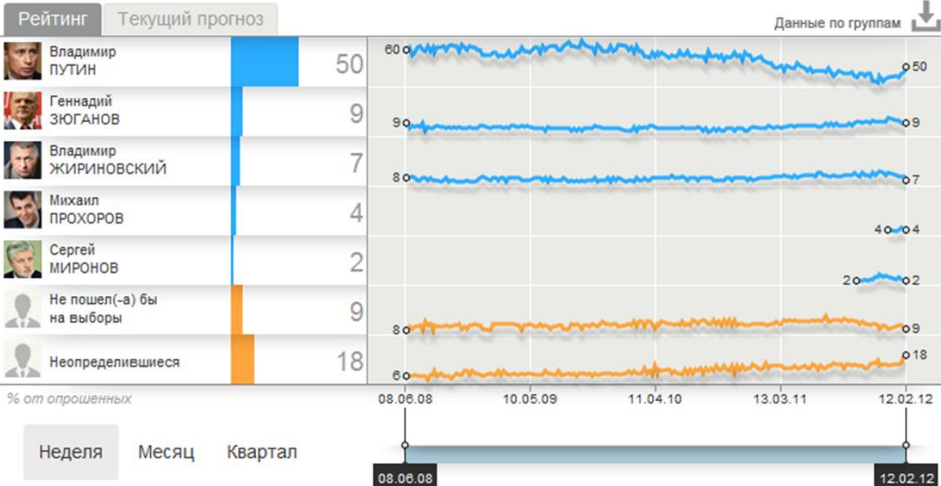 Рейтинг
Текущий прогноз
Данные по группам
Владимир
ПУТИН
50
60
50
Геннадий
ЗЮГАНОВ
9
9
9
Владимир
ЖИРИНОВСКИЙ
7
8
7
Михаил
ПРОХОРОВ
4
4
4
Сергей
МИРОНОВ
2
2
2
Не пошел(-а) бы
на выборы
9
8
9
Неопределившиеся
18
6
18
% от опрошенных
08.06.08
10.05.09
11.04.10
13.03.11
12.02.12
Неделя
Месяц
Квартал
08.06.08
12.02.12